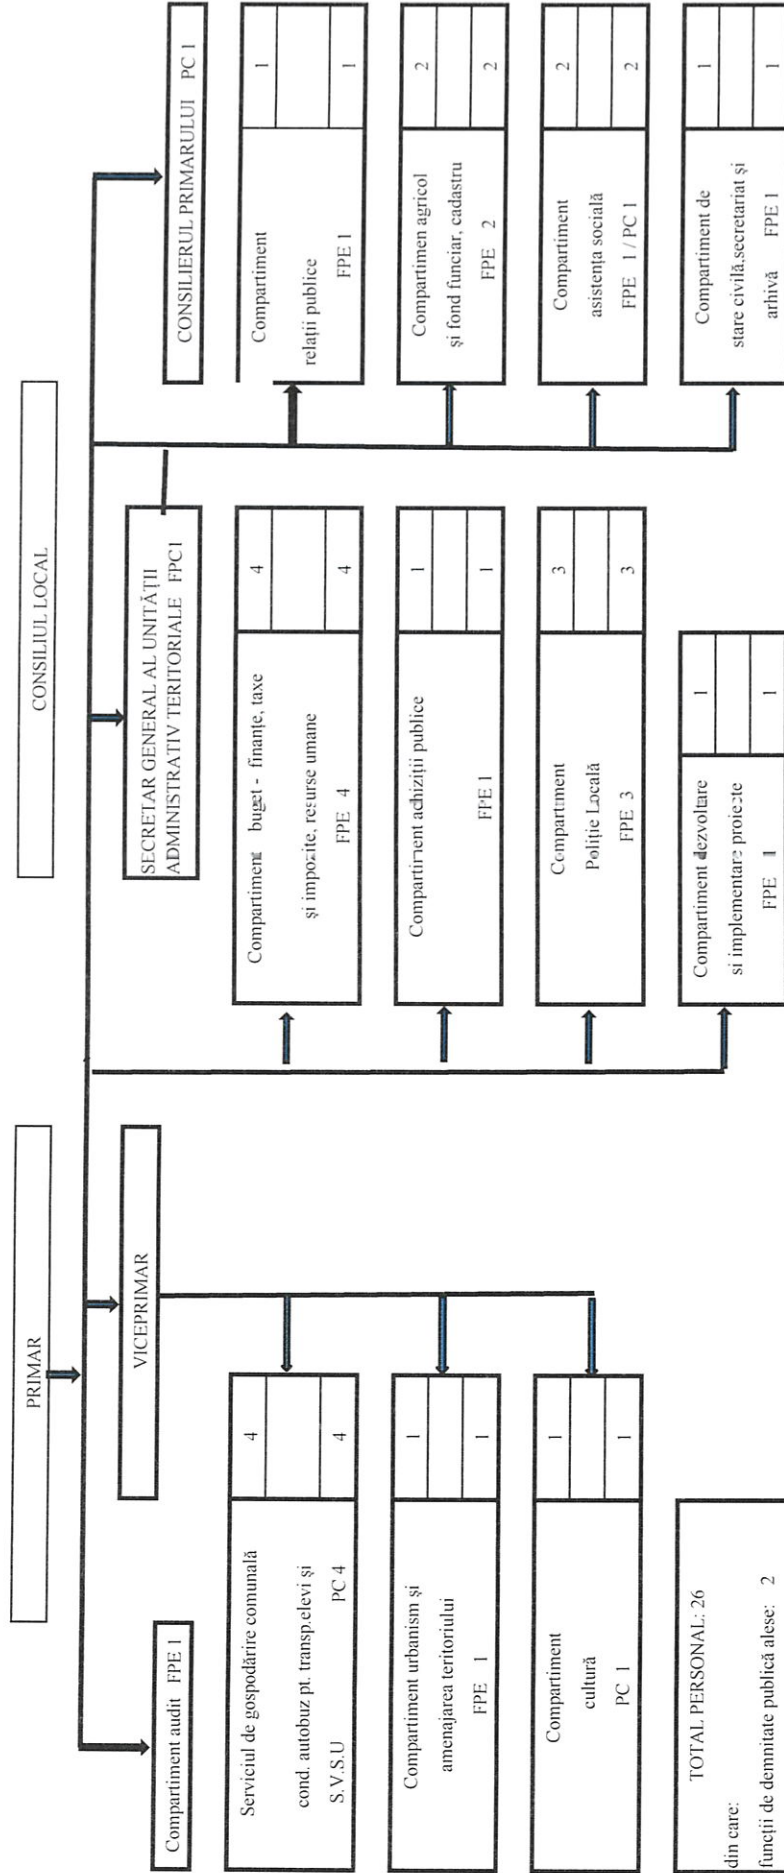 PRIMAR
CONSILIUL LOCAL
Compartiment audit FPE 1
VICEPRIMAR
SECRETAR GENERAL AL UNITĂȚII
ADMINISTRATIV TERITORIALE FPC1
CONSILIERUL PRIMARULUI PC 1
Serviciul de gospodărire comunală
cond. autobuz pt. transp.elevi și
S.V.S.U PC 4
4
4
Compartiment urbanism și
amenajarea teritoriului
FPE 1
1
1
Compartiment
cultură
PC 1
1
1
TOTAL PERSONAL: 26
din care:
funcții de demnitate publică alese: 2
Compartiment buget - finanțe, taxe
și impozite, resurse umane
FPE 4
4
4
Compartiment achiziții publice
FPE 1
1
1
Compartiment
Poliție Locală
FPE 3
3
3
Compartiment dezvoltare
si implementare proiecte
FPE 1
1
1
Compartiment
relații publice
FPE 1
1
1
Compartimen agricol
și fond funciar, cadastru
FPE 2
2
2
Compartiment
asistența socială
FPE 1 / PC 1
2
2
Compartiment de
stare civilă,secretariat și
arhivă FPE 1
1
1